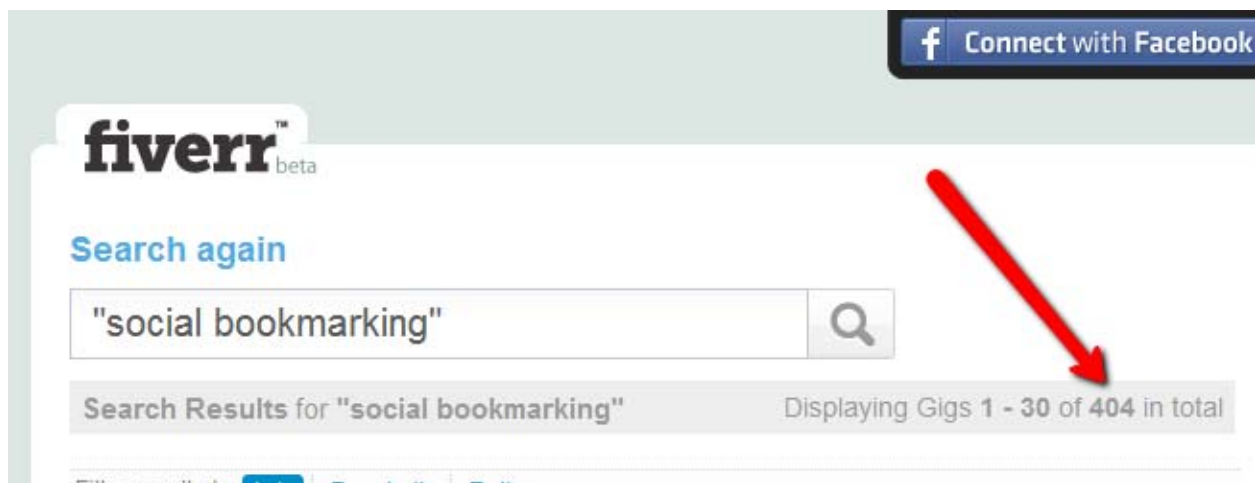 f Connect with Facebook
fiverr™ beta
Search again
"social bookmarking"
Search Results for "social bookmarking" Displaying Gigs 1 - 30 of 404 in total